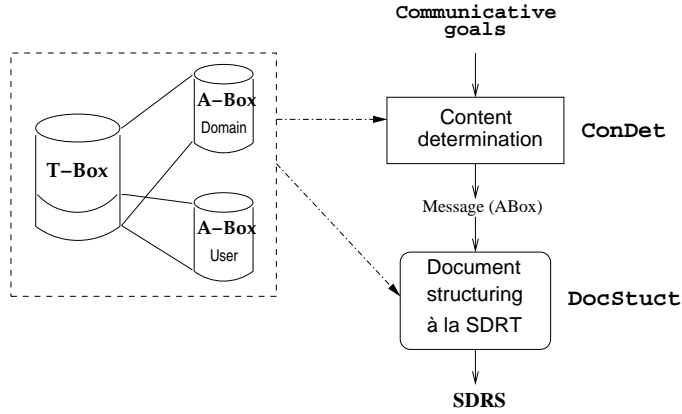 Communicative
goals
A-Box
Domain
T-Box
A-Box
User
Content
determination
ConDet
Message (ABox)
Document
structuring
à la SDRT
DocStuct
SDRS